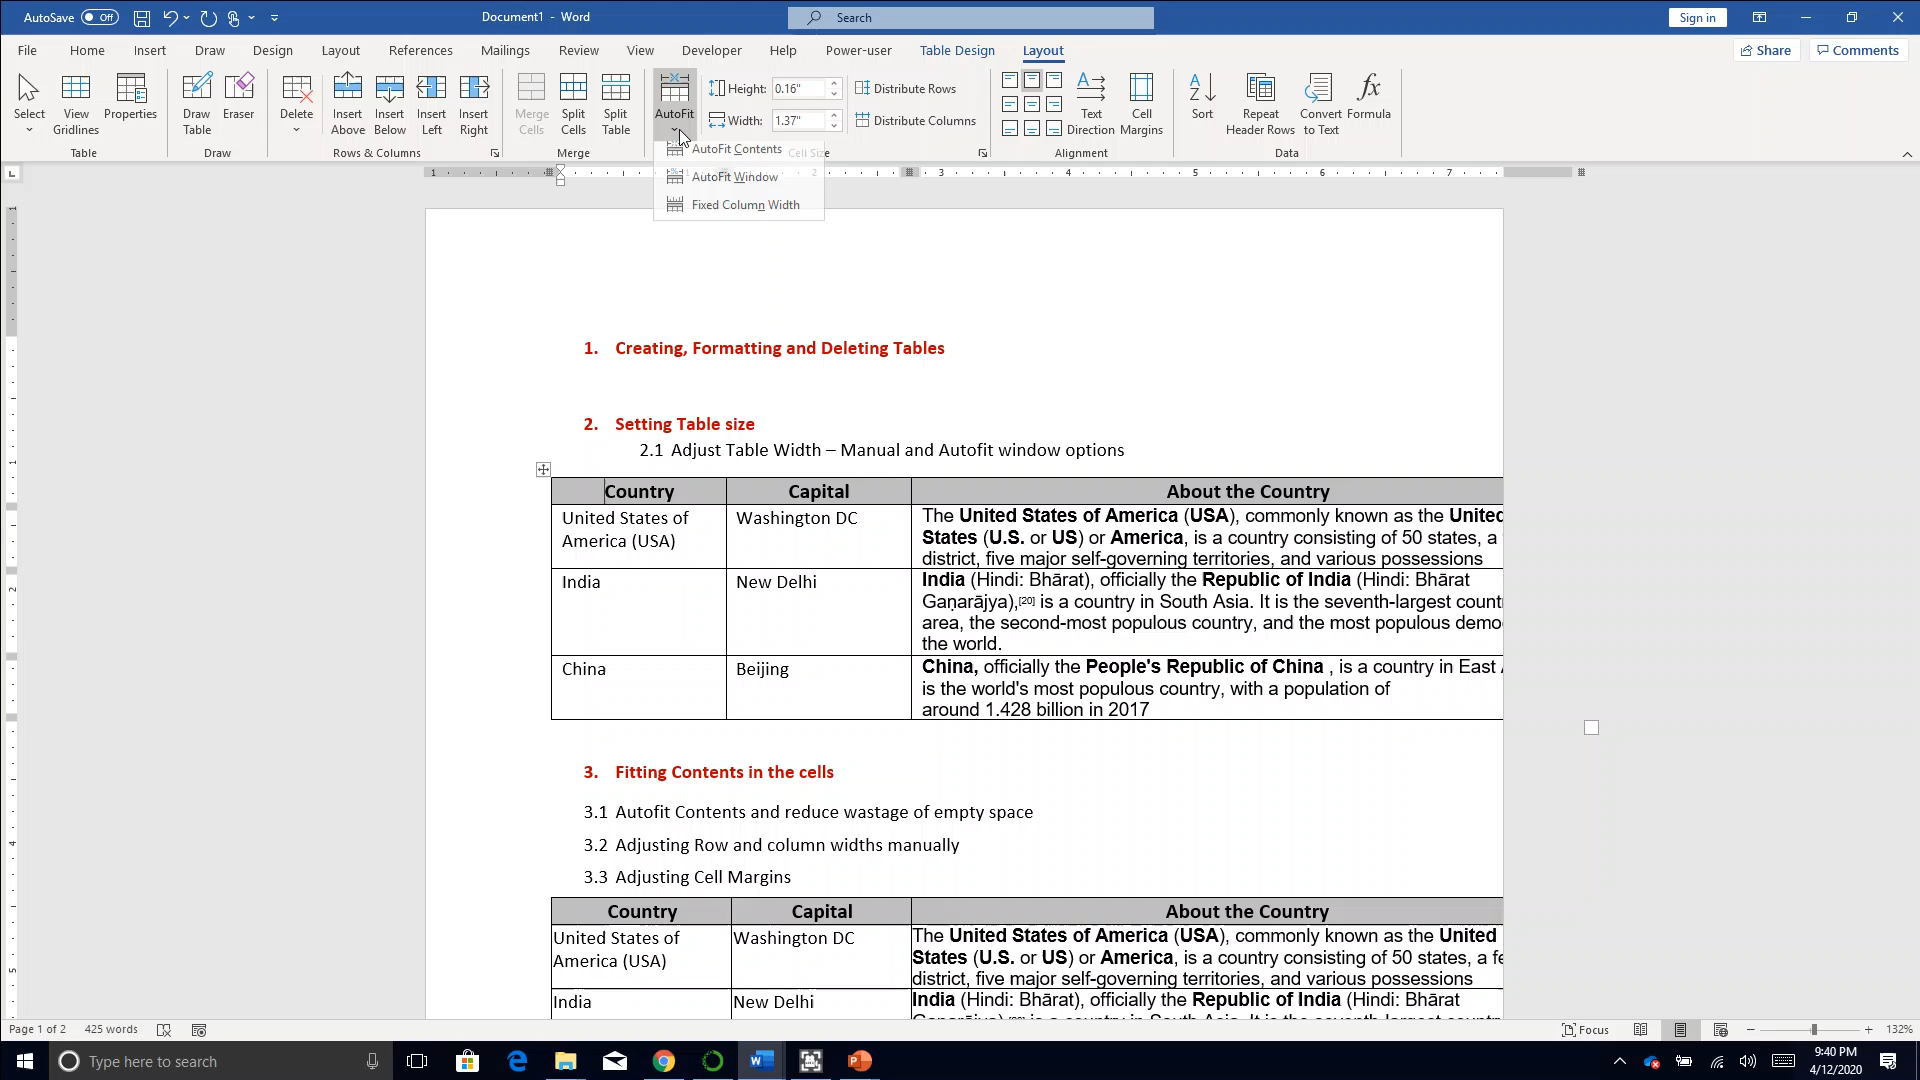 AutoSave Off Document1 - Word Search Sign in
File Home Insert Draw Design Layout References Mailings Review View Developer Help Power-user Table Design Layout Share Comments
Select View Gridlines Properties Draw Table Eraser Delete Insert Above Insert Below Insert Left Insert Right Merge Cells Split Cells Split Table AutoFit Height: 0.16" Distribute Rows Text Direction Cell Margins Sort Repeat Header Rows Convert to Text Formula
Width: 1.37" Distribute Columns
Table Draw Rows & Columns Merge Cell Size Alignment Data
AutoFit Contents
AutoFit Window
Fixed Column Width
1. Creating, Formatting and Deleting Tables
2. Setting Table size
2.1 Adjust Table Width – Manual and Autofit window options
Country Capital About the Country
United States of Washington DC The United States of America (USA), commonly known as the United
America (USA) States (U.S. or US) or America, is a country consisting of 50 states, a
district, five major self-governing territories, and various possessions
India New Delhi India (Hindi: Bhārat), officially the Republic of India (Hindi: Bhārat
Gaṇarājya),[20] is a country in South Asia. It is the seventh-largest count
area, the second-most populous country, and the most populous demo
the world.
China Beijing China, officially the People's Republic of China , is a country in East
is the world's most populous country, with a population of
around 1.428 billion in 2017
3. Fitting Contents in the cells
3.1 Autofit Contents and reduce wastage of empty space
3.2 Adjusting Row and column widths manually
3.3 Adjusting Cell Margins
Country Capital About the Country
United States of Washington DC The United States of America (USA), commonly known as the United
America (USA) States (U.S. or US) or America, is a country consisting of 50 states, a fe
district, five major self-governing territories, and various possessions
India New Delhi India (Hindi: Bhārat), officially the Republic of India (Hindi: Bhārat
Page 1 of 2 425 words Focus 132%
Type here to search 9:40 PM
4/12/2020